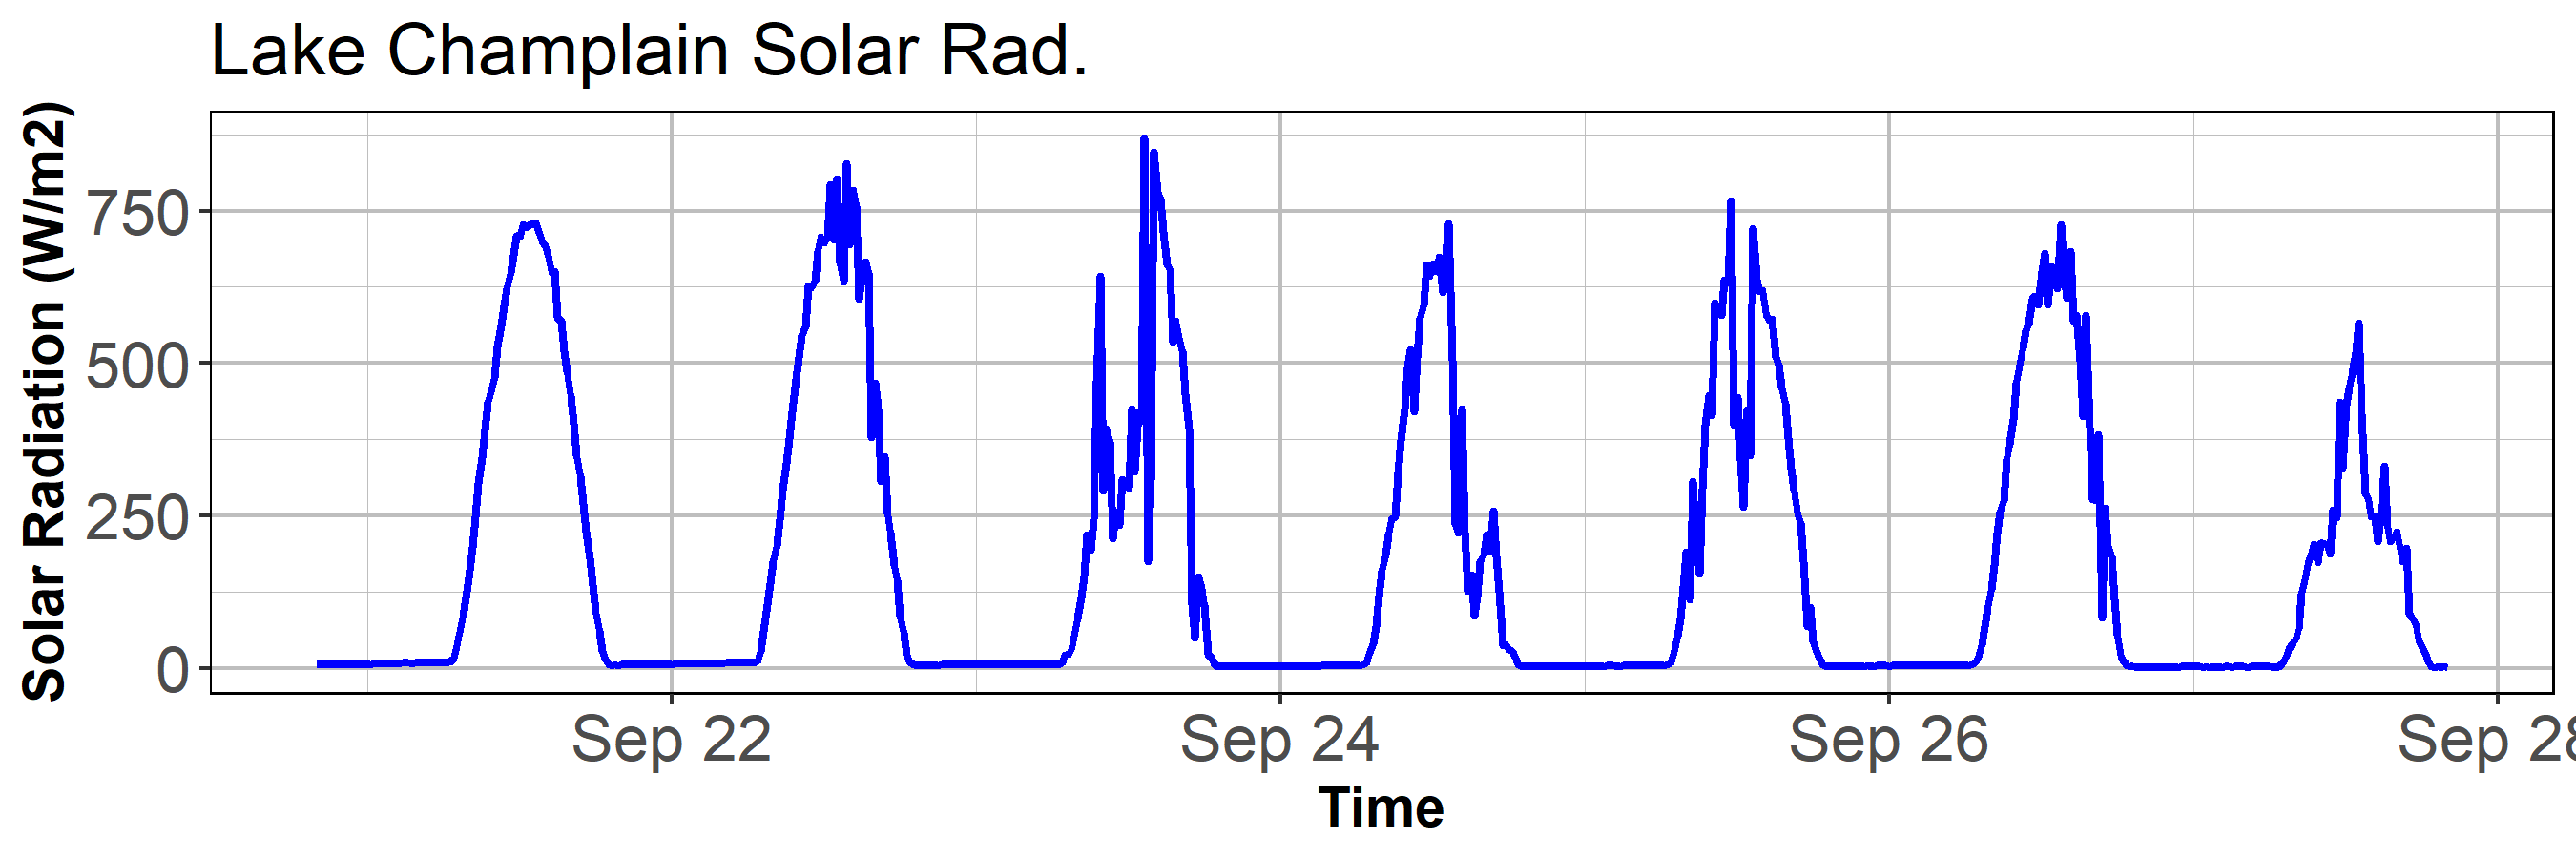 Lake Champlain Solar Rad.
Solar Radiation (W/m2)
750
500
250
0
Sep 22 Sep 24 Sep 26 Sep 28
Time